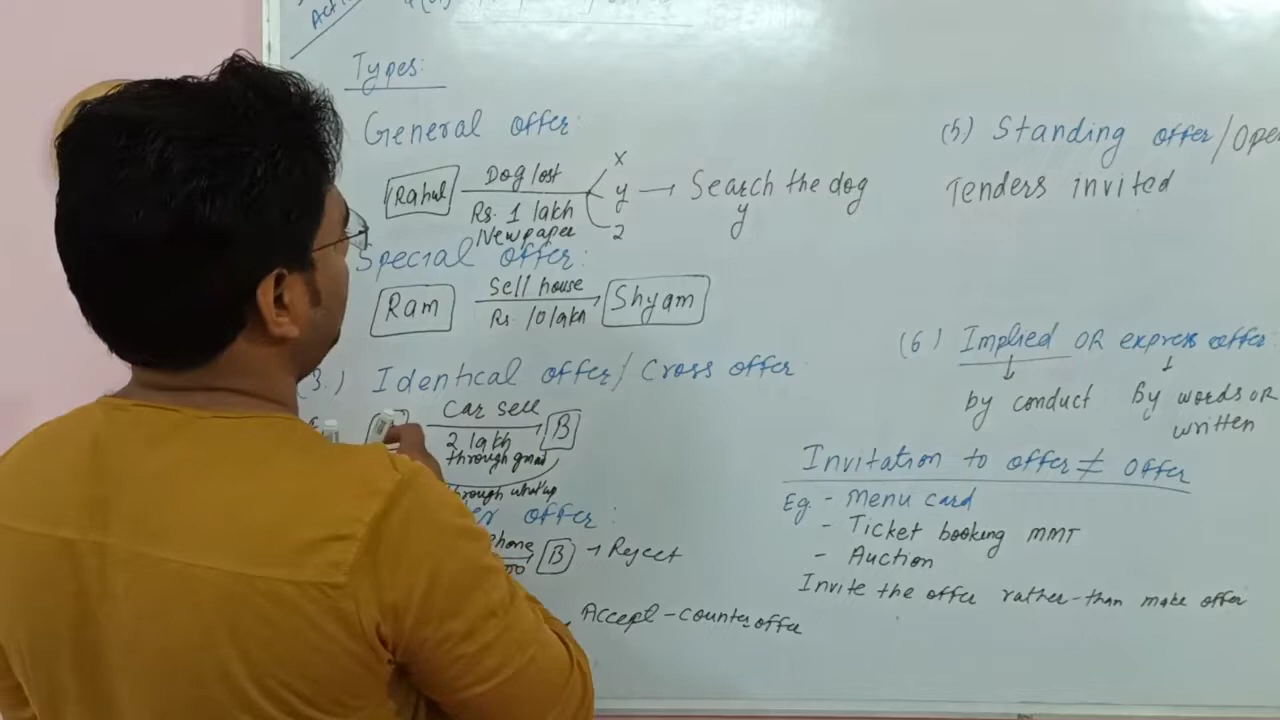 Types:
General offer:
Rahul Dog lost x
Rs. 1 lakh y → Search the dog
Newpaper z y
Special offer:
Ram Sell house Shyam
Rs. 10 lakh
3.) Identical offer/Cross offer
Car sell B
2 lakh
through gmail
through what'up
offer:
phone B → Reject
Accept - counter offer
(5) Standing offer/Ope
Tenders invited
(6) Implied OR express offer
by conduct By words OR
written
Invitation to offer ≠ Offer
Eg. - Menu card
- Ticket booking MMT
- Auction
Invite the offer rather than make offer